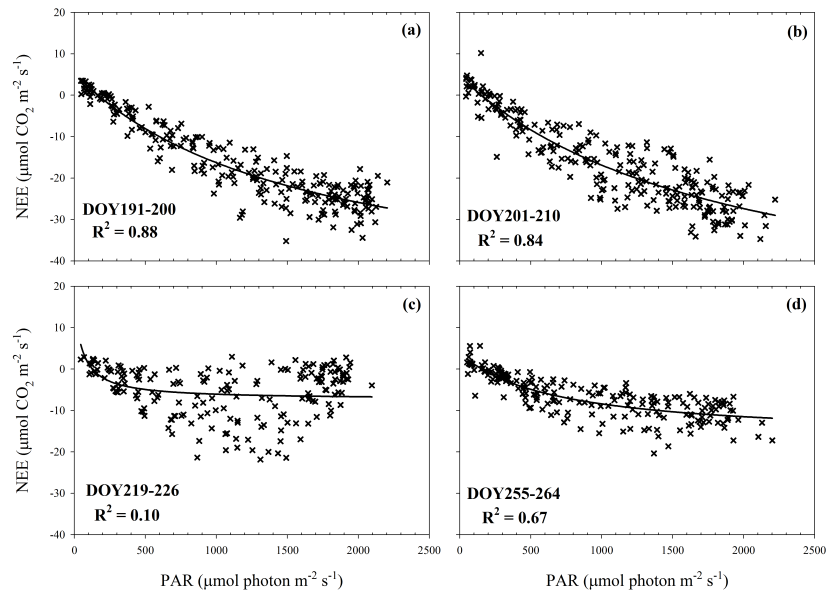 20
10
0
-10
-20
-30
-40
NEE (μmol CO2 m-2 s-1)
(a)
DOY191-200
R2 = 0.88
(b)
DOY201-210
R2 = 0.84
20
10
0
-10
-20
-30
-40
NEE (μmol CO2 m-2 s-1)
(c)
DOY219-226
R2 = 0.10
(d)
DOY255-264
R2 = 0.67
0 500 1000 1500 2000 2500
0 500 1000 1500 2000 2500
PAR (μmol photon m-2 s-1)
PAR (μmol photon m-2 s-1)